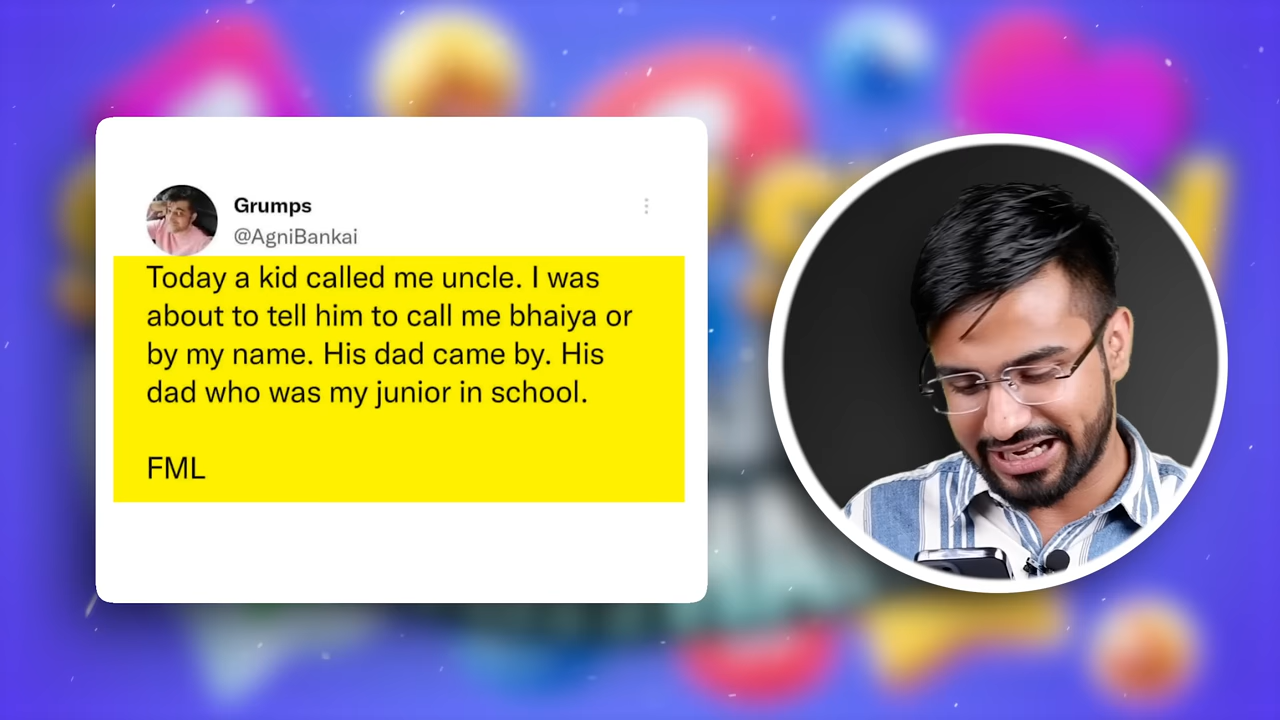 Grumps
@AgniBankai
Today a kid called me uncle. I was
about to tell him to call me bhaiya or
by my name. His dad came by. His
dad who was my junior in school.
FML